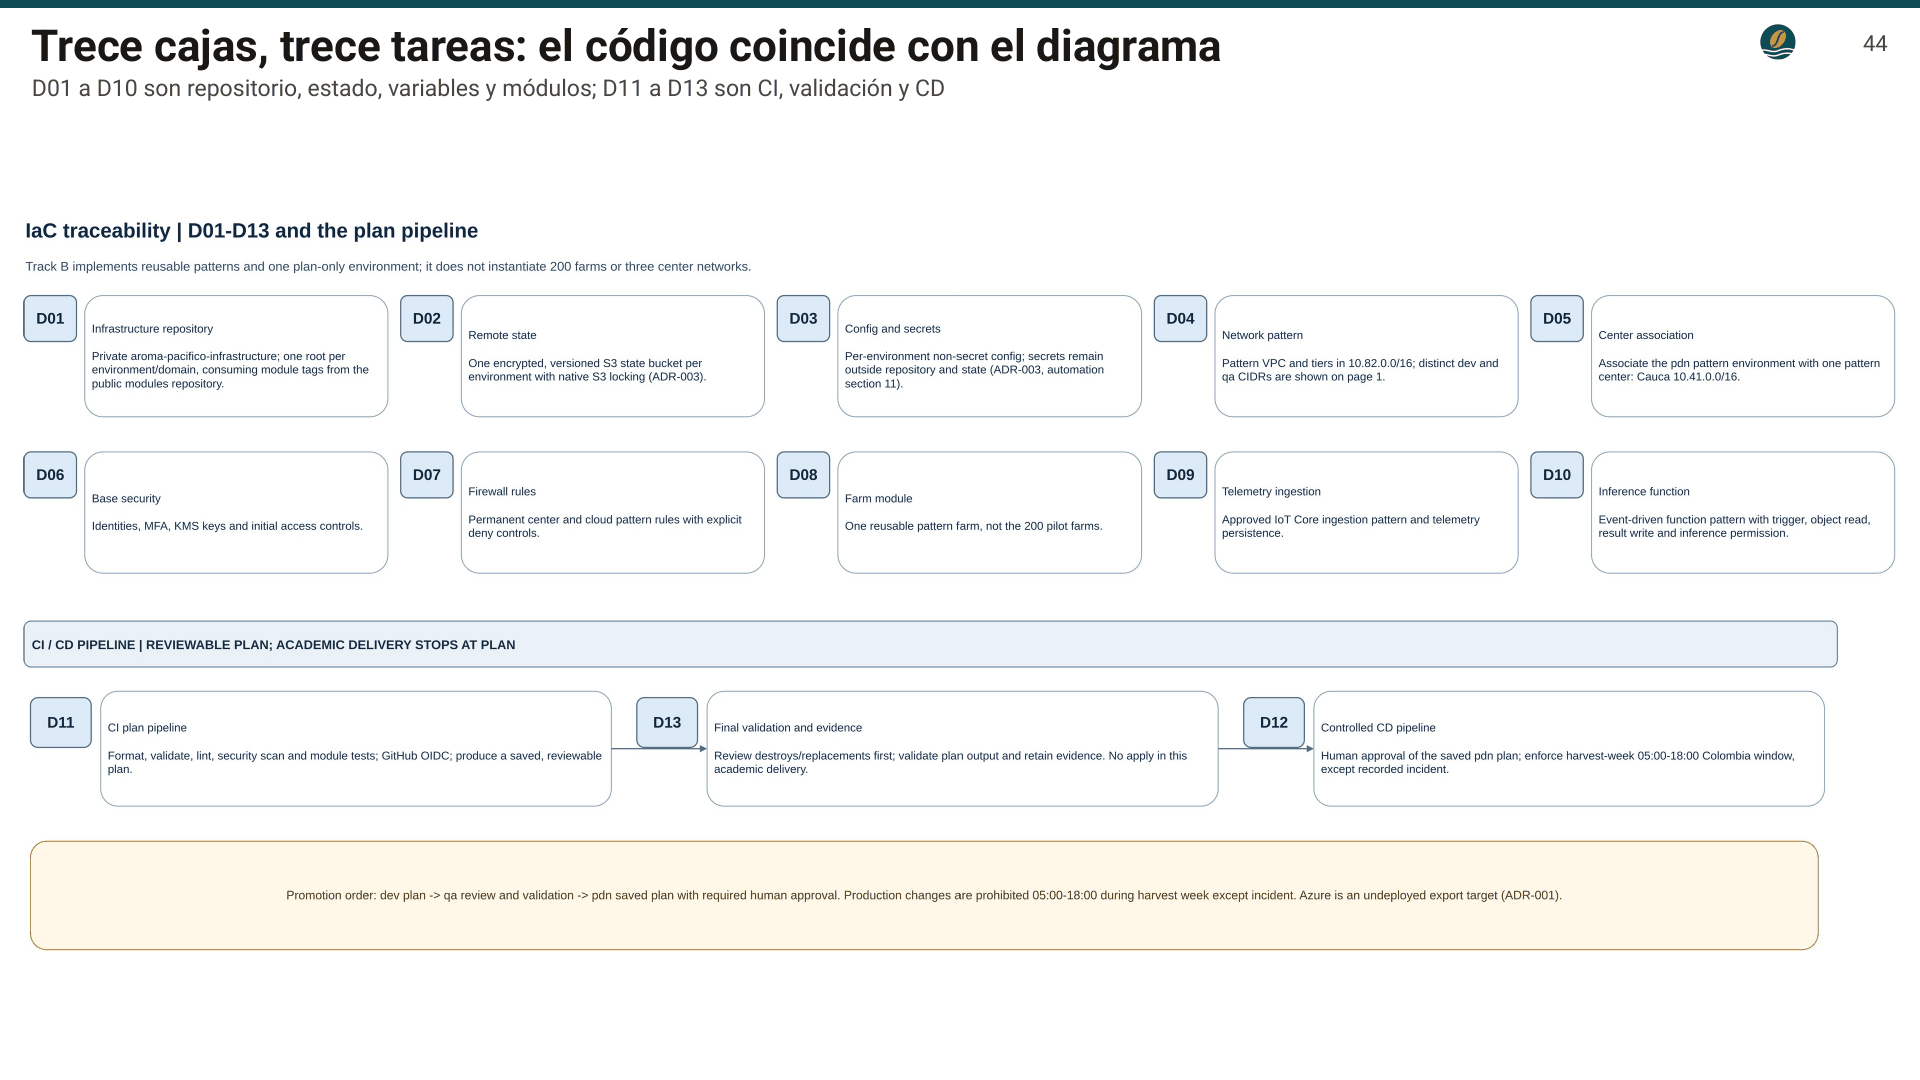 Trece cajas, trece tareas: el código coincide con el diagrama
44
D01 a D10 son repositorio, estado, variables y módulos; D11 a D13 son CI, validación y CD
IaC traceability | D01-D13 and the plan pipeline
Track B implements reusable patterns and one plan-only environment; it does not instantiate 200 farms or three center networks.
D01
Infrastructure repository
Private aroma-pacifico-infrastructure; one root per
environment/domain, consuming module tags from the
public modules repository.
D02
Remote state
One encrypted, versioned S3 state bucket per
environment with native S3 locking (ADR-003).
D03
Config and secrets
Per-environment non-secret config; secrets remain
outside repository and state (ADR-003, automation
section 11).
D04
Network pattern
Pattern VPC and tiers in 10.82.0.0/16; distinct dev and
qa CIDRs are shown on page 1.
D05
Center association
Associate the pdn pattern environment with one pattern
center: Cauca 10.41.0.0/16.
D06
Base security
Identities, MFA, KMS keys and initial access controls.
D07
Firewall rules
Permanent center and cloud pattern rules with explicit
deny controls.
D08
Farm module
One reusable pattern farm, not the 200 pilot farms.
D09
Telemetry ingestion
Approved IoT Core ingestion pattern and telemetry
persistence.
D10
Inference function
Event-driven function pattern with trigger, object read,
result write and inference permission.
CI / CD PIPELINE | REVIEWABLE PLAN; ACADEMIC DELIVERY STOPS AT PLAN
D11
CI plan pipeline
Format, validate, lint, security scan and module tests; GitHub OIDC; produce a saved, reviewable
plan.
D13
Final validation and evidence
Review destroys/replacements first; validate plan output and retain evidence. No apply in this
academic delivery.
D12
Controlled CD pipeline
Human approval of the saved pdn plan; enforce harvest-week 05:00-18:00 Colombia window,
except recorded incident.
Promotion order: dev plan -> qa review and validation -> pdn saved plan with required human approval. Production changes are prohibited 05:00-18:00 during harvest week except incident. Azure is an undeployed export target (ADR-001).